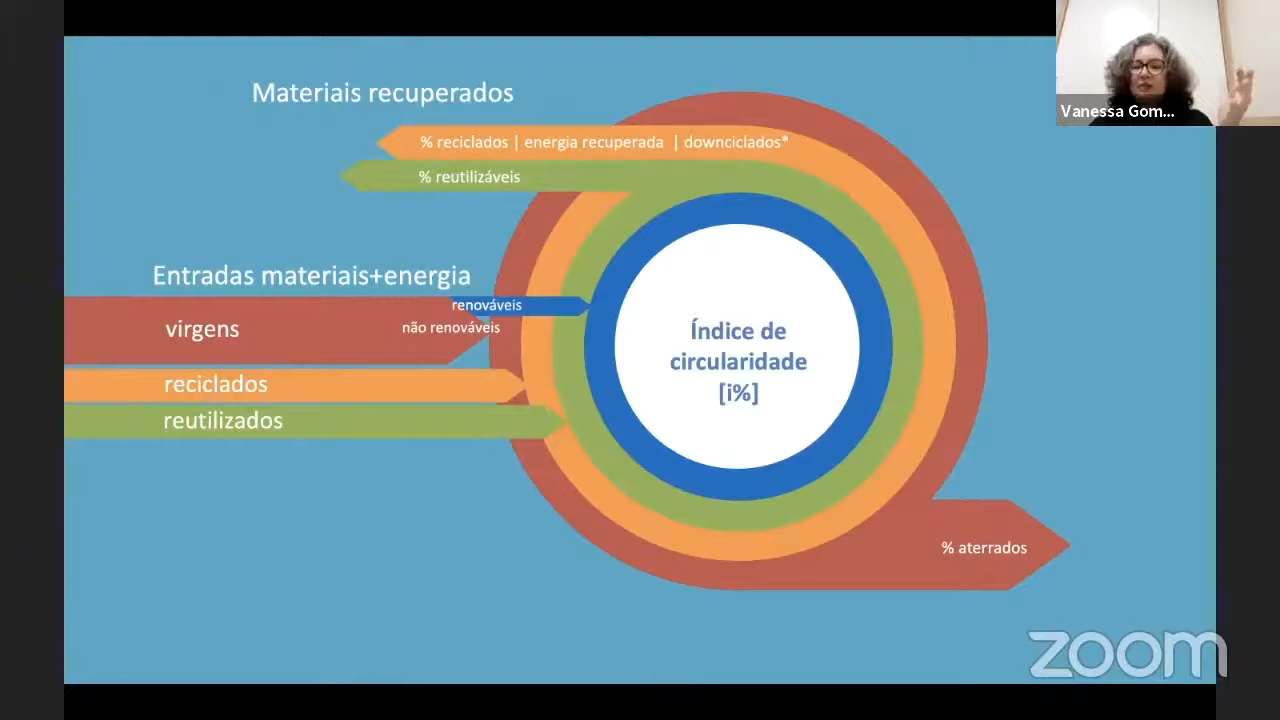 Materiais recuperados
% reciclados | energia recuperada | downciclados*
% reutilizáveis
Entradas materiais+energia
renováveis
virgens
não renováveis
reciclados
reutilizados
Índice de
circularidade
[i%]
% aterrados
Vanessa Gom...
zoom